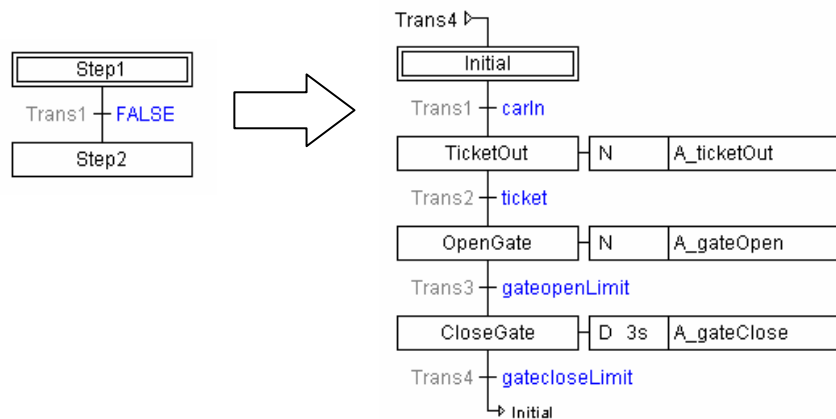 Step1
Trans1 FALSE
Step2
Trans4
Initial
Trans1 carIn
TicketOut N A_ticketOut
Trans2 ticket
OpenGate N A_gateOpen
Trans3 gateopenLimit
CloseGate D 3s A_gateClose
Trans4 gatecloseLimit
Initial